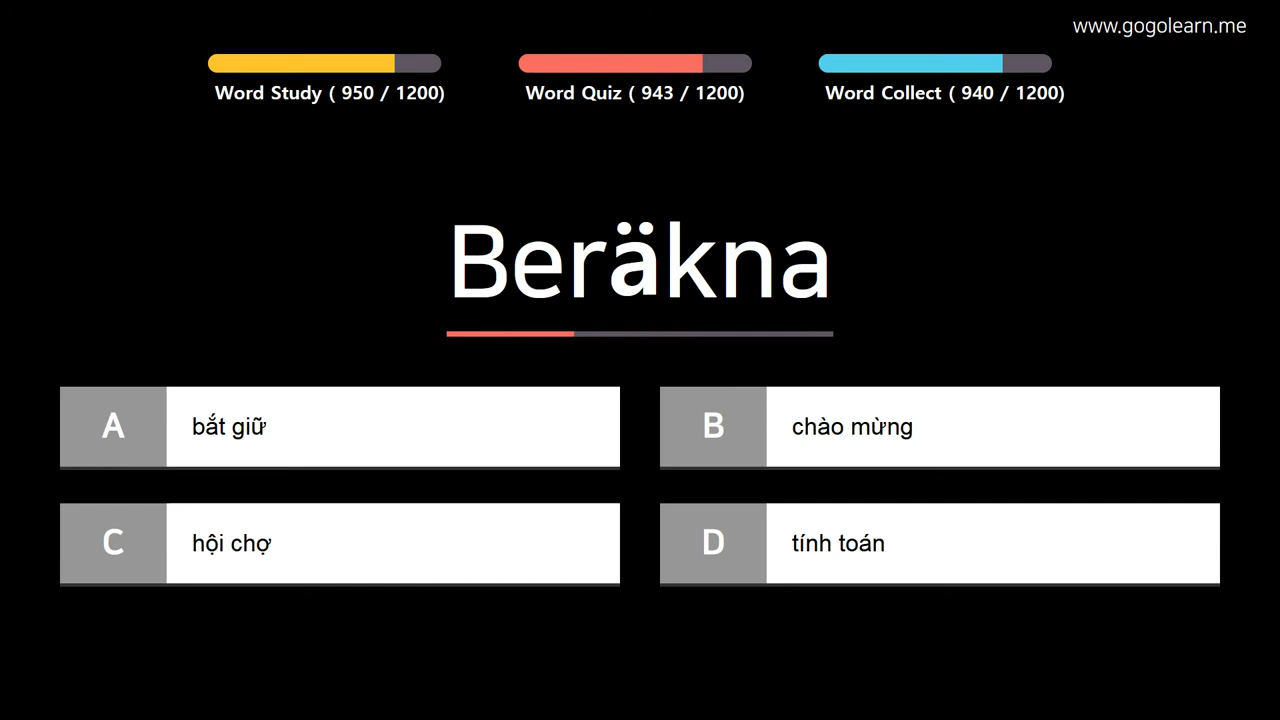 www.gogolearn.me
Word Study ( 950 / 1200)
Word Quiz ( 943 / 1200)
Word Collect ( 940 / 1200)
Beräkna
A
bắt giữ
B
chào mừng
C
hội chợ
D
tính toán